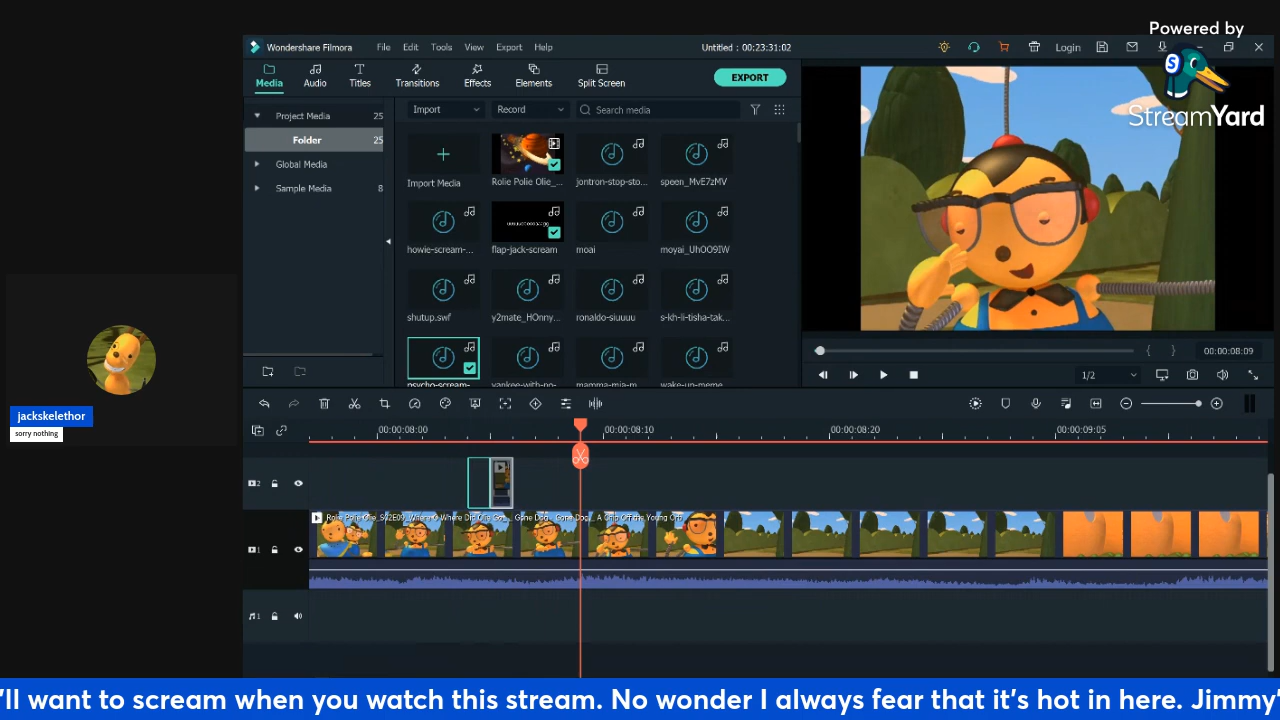 Powered by
StreamYard
Wondershare Filmora
File Edit Tools View Export Help
Untitled : 00:23:31:02
Login
Media
Audio
Titles
Transitions
Effects
Elements
Split Screen
EXPORT
Project Media 25
Folder 25
Global Media
Sample Media 8
Import
Record
Search media
Import Media
Rolie Polie Olie_...
jontron-stop-sto...
speen_MvE7zMV
howie-scream-...
flap-jack-scream
moai
moyai_UhOO9IW
shutup.swf
y2mate_HOnny...
ronaldo-siuuuu
s-kh-li-tisha-tak...
psycho-scream-
yankee-with-no-
mamma-mia-m
wake-up-meme
00:00:08:09
1/2
00:00:08:00
00:00:08:10
00:00:08:20
00:00:09:05
2
1
1
jackskelethor
sorry nothing
'll want to scream when you watch this stream. No wonder I always fear that it's hot in here. Jimmy'